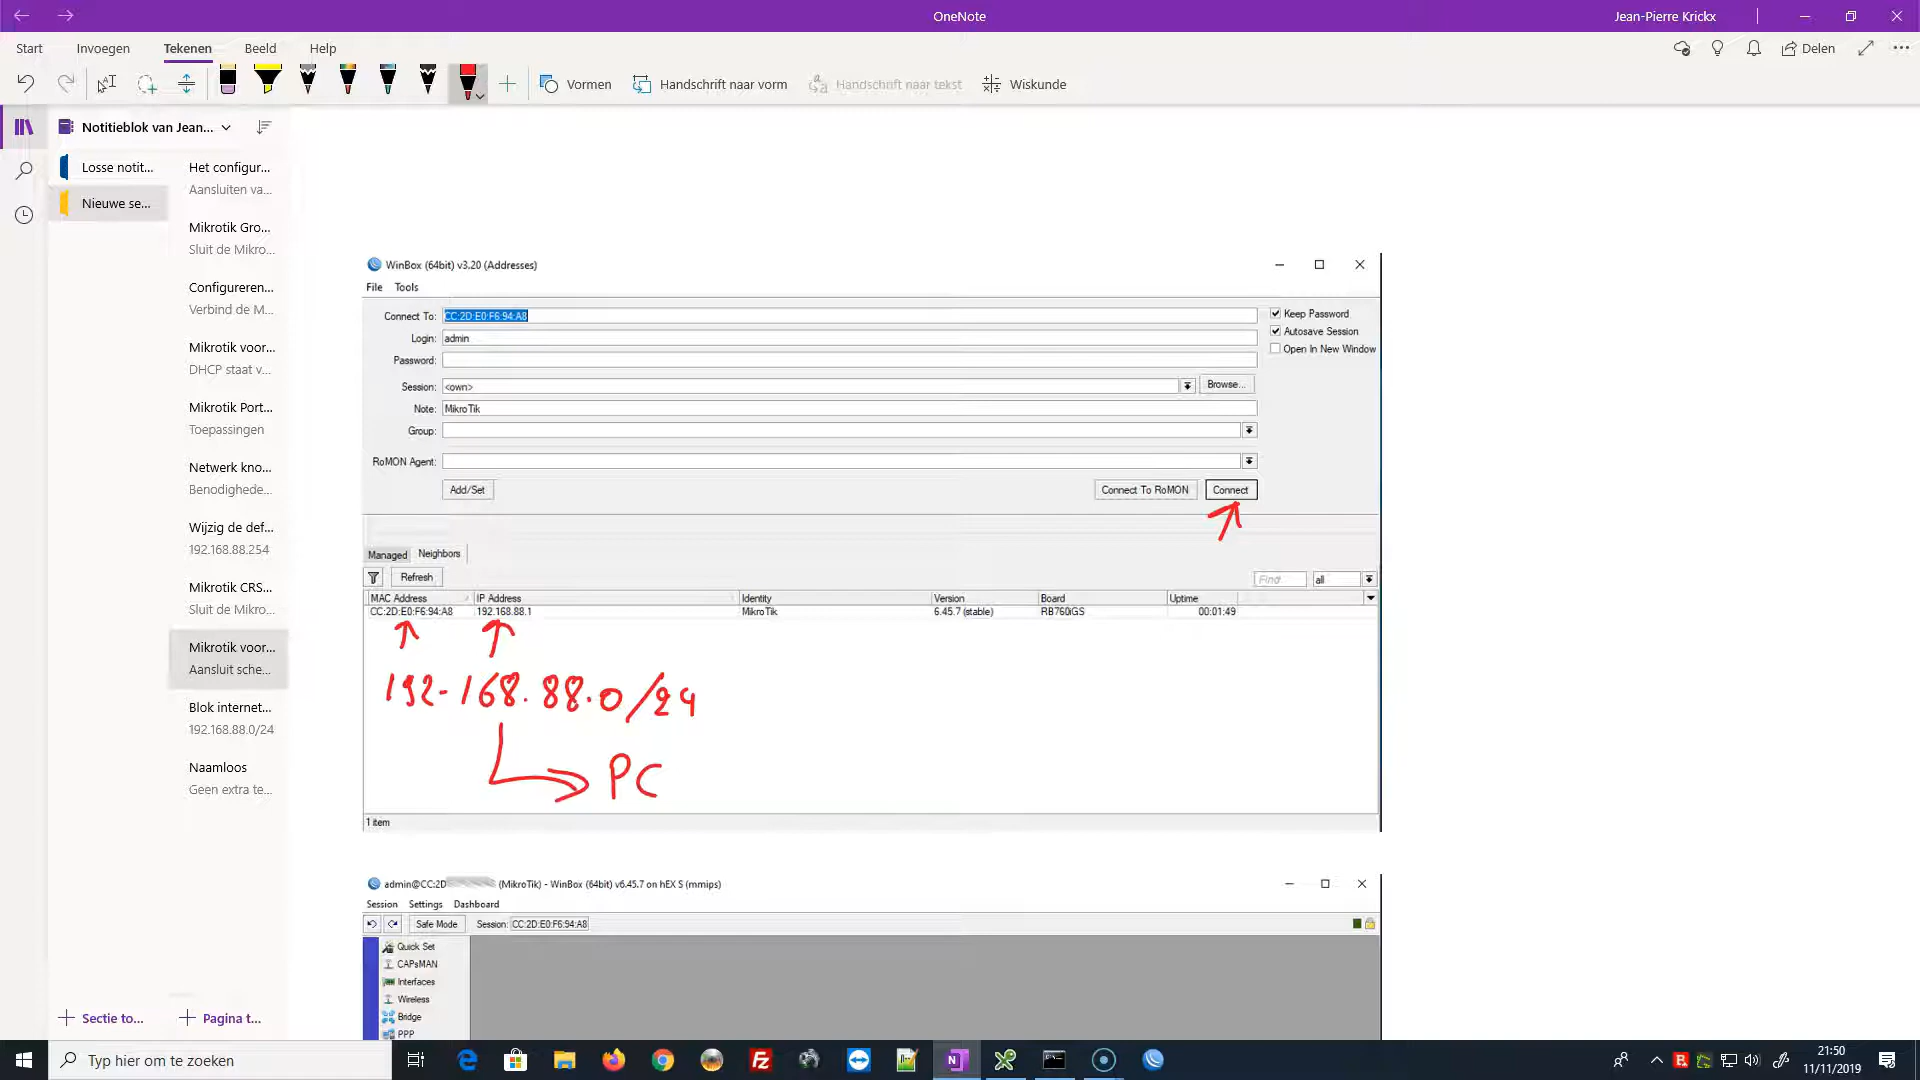 OneNote
Jean-Pierre Krickx
Start Invoegen Tekenen Beeld Help
Delen
Vormen Handschrift naar vorm Handschrift naar tekst Wiskunde
Notitieblok van Jean...
Losse notit...
Nieuwe se...
Het configur...
Aansluiten va...
Mikrotik Gro...
Sluit de Mikro...
Configureren...
Verbind de M...
Mikrotik voor...
DHCP staat v...
Mikrotik Port...
Toepassingen
Netwerk kno...
Benodighede...
Wijzig de def...
192.168.88.254
Mikrotik CRS...
Sluit de Mikro...
Mikrotik voor...
Aansluit sche...
Blok internet...
192.168.88.0/24
Naamloos
Geen extra te...
Sectie to...
Pagina t...
WinBox (64bit) v3.20 (Addresses)
File Tools
Connect To: CC:2D:E0:F6:94:A8
Keep Password
Login: admin
Autosave Session
Password:
Open In New Window
Session: <own>
Browse...
Note: MikroTik
Group:
RoMON Agent:
Add/Set
Connect To RoMON
Connect
Managed Neighbors
Refresh
Find
all
MAC Address IP Address Identity Version Board Uptime
CC:2D:E0:F6:94:A8 192.168.88.1 MikroTik 6.45.7 (stable) RB760iGS 00:01:49
192-168.88.0/24
PC
1 item
admin@CC:2D (MikroTik) - WinBox (64bit) v6.45.7 on hEX S (mmips)
Session Settings Dashboard
Safe Mode Session: CC:2D:E0:F6:94:A8
Quick Set
CAPsMAN
Interfaces
Wireless
Bridge
PPP
Typ hier om te zoeken
21:50
11/11/2019